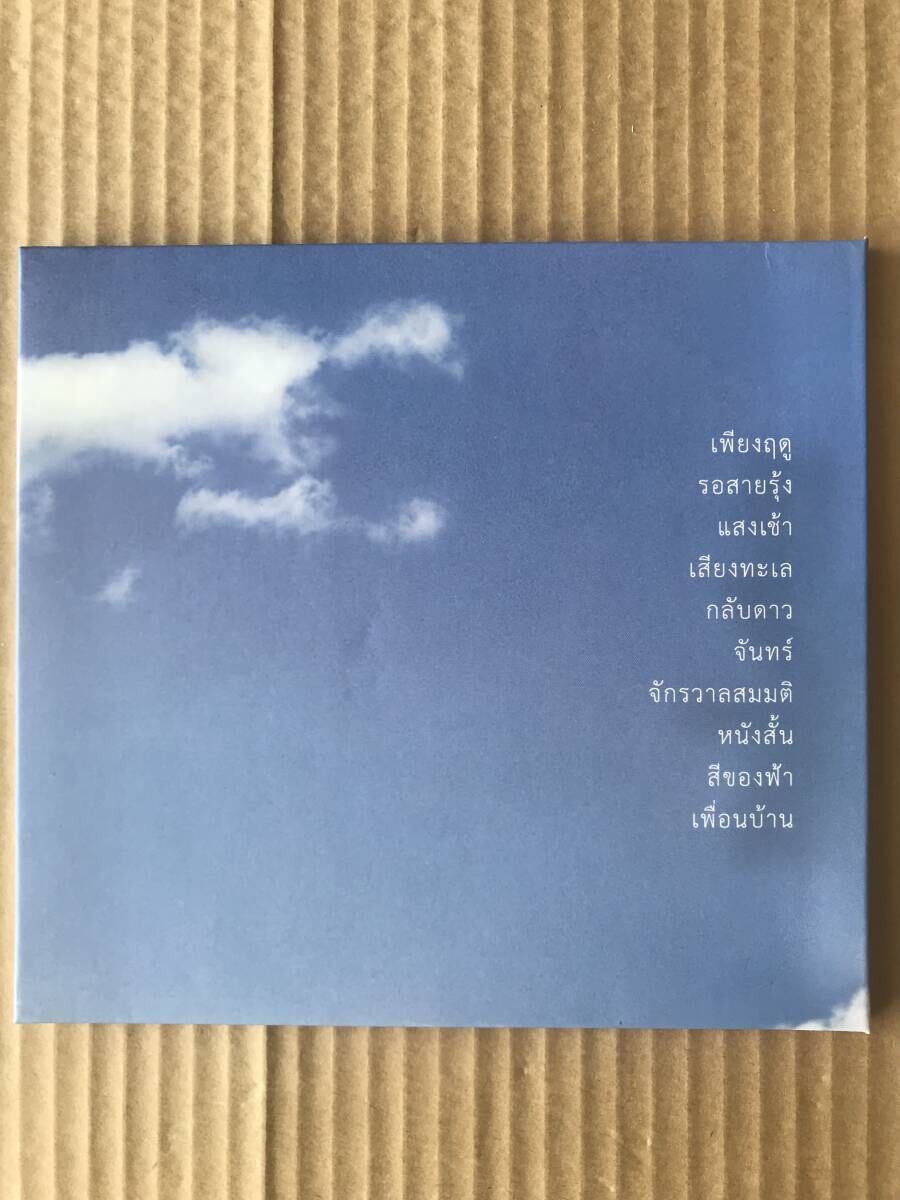 เพียงฤดู
รอสายรุ้ง
แสงเช้า
เสียงทะเล
กลับดาว
จันทร์
จักรวาลสมมติ
หนังสั้น
สีของฟ้า
เพื่อนบ้าน